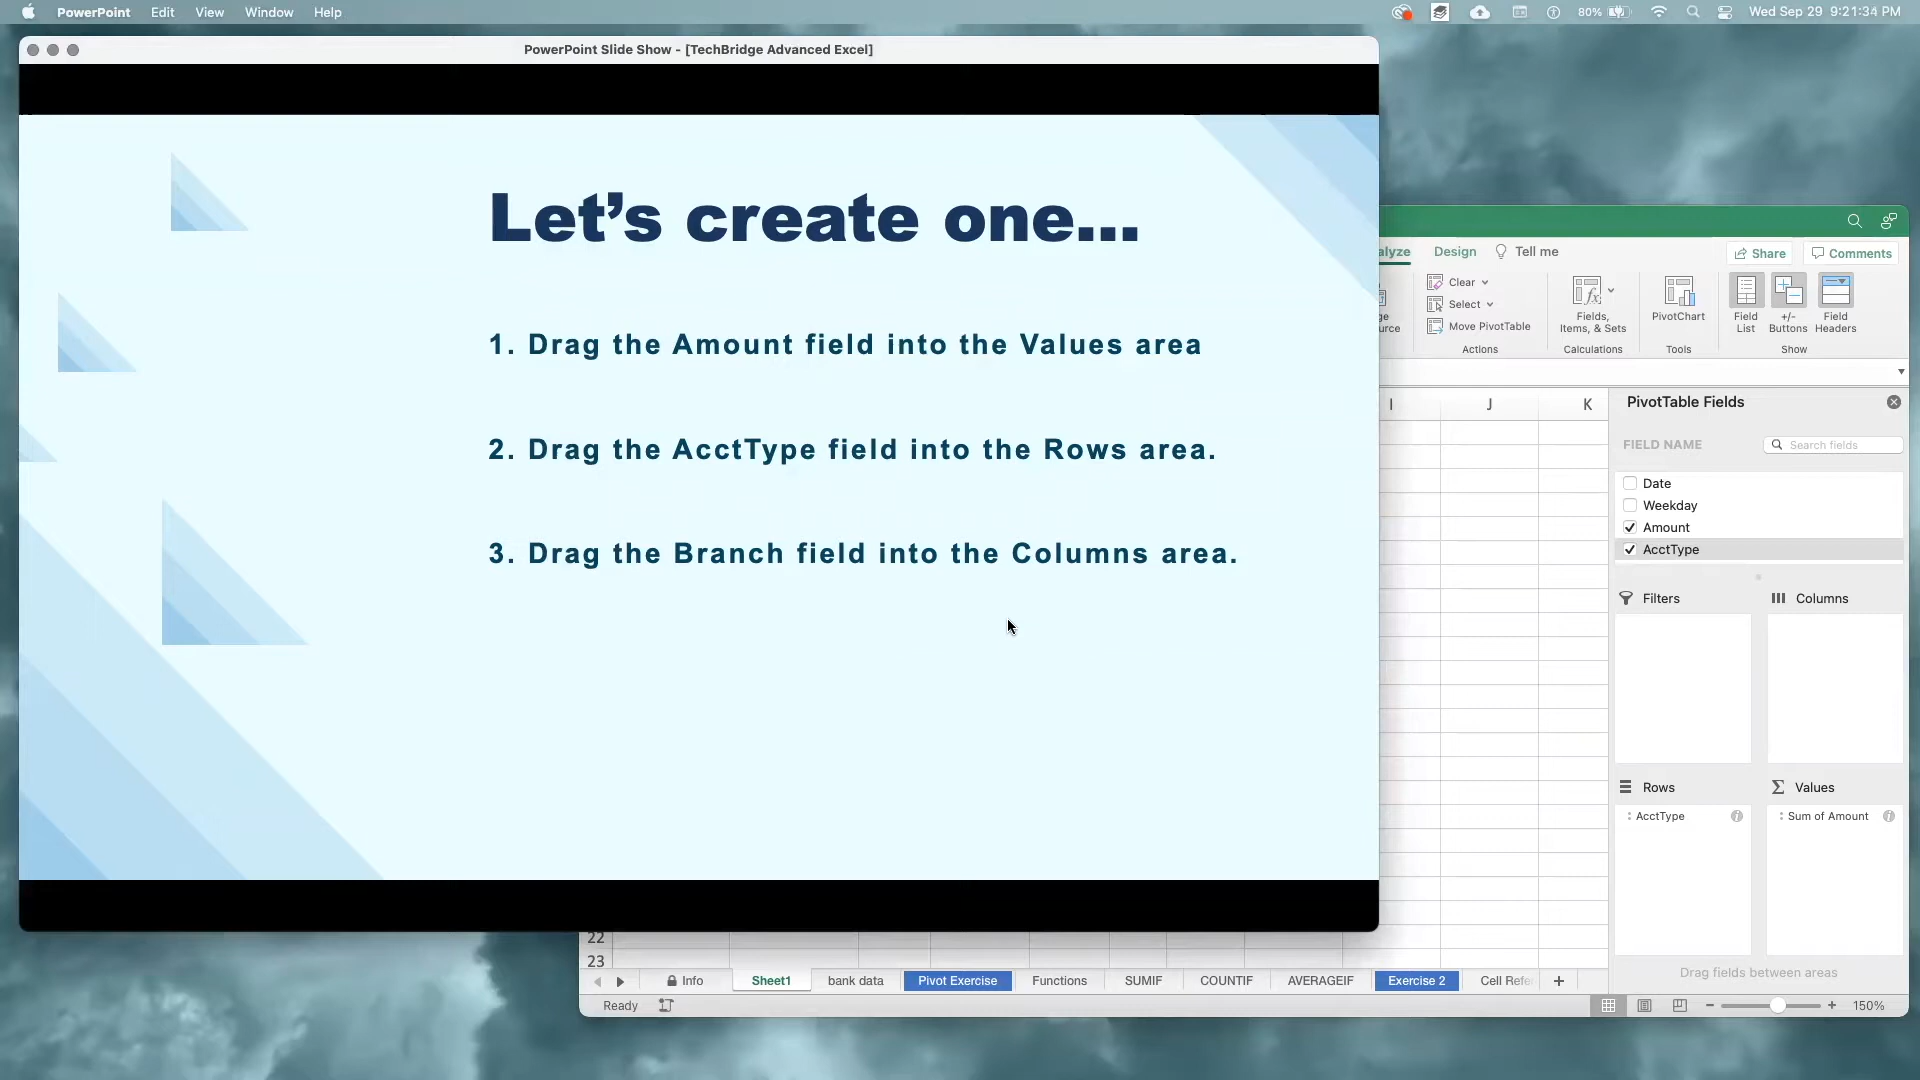 PowerPoint Edit View Window Help
80% Wed Sep 29 9:21:34 PM
PowerPoint Slide Show - [TechBridge Advanced Excel]
Let’s create one...
1. Drag the Amount field into the Values area
2. Drag the AcctType field into the Rows area.
3. Drag the Branch field into the Columns area.
alyze Design Tell me Share Comments
Clear
Select
Move PivotTable
Actions
Fields,
Items, & Sets
Calculations
PivotChart
Tools
Field
List
+/-
Buttons
Field
Headers
Show
I J K
PivotTable Fields
FIELD NAME Search fields
Date
Weekday
Amount
AcctType
Filters Columns
Rows Values
AcctType Sum of Amount
Drag fields between areas
22
23
Info Sheet1 bank data Pivot Exercise Functions SUMIF COUNTIF AVERAGEIF Exercise 2 Cell Refe
Ready 150%